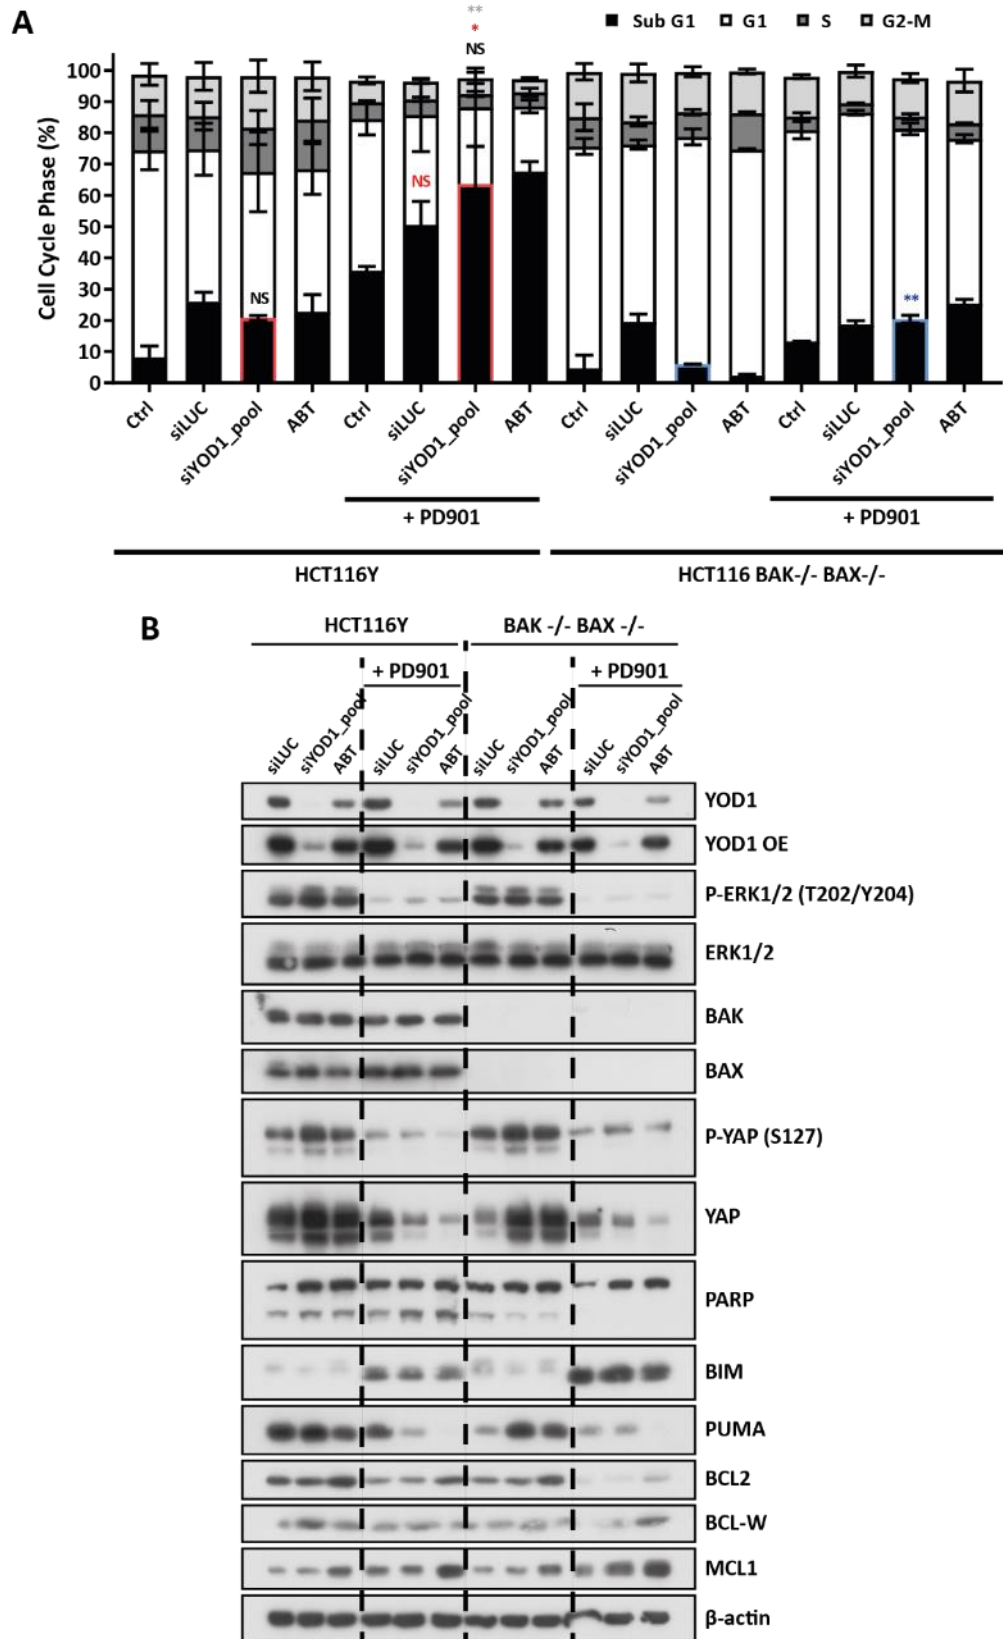 A
Sub G1 G1 S G2-M
**
*
NS
Cell Cycle Phase (%)
100
90
80
70
60
50
40
30
20
10
0
NS
NS
**
Ctrl siLUC siYOD1_pool ABT Ctrl siLUC siYOD1_pool ABT Ctrl siLUC siYOD1_pool ABT Ctrl siLUC siYOD1_pool ABT
+ PD901 + PD901
HCT116Y HCT116 BAK-/- BAX-/-
B
HCT116Y BAK -/- BAX -/-
+ PD901 + PD901
siLUC siYOD1_pool ABT siLUC siYOD1_pool ABT siLUC siYOD1_pool ABT siLUC siYOD1_pool ABT
YOD1
YOD1 OE
P-ERK1/2 (T202/Y204)
ERK1/2
BAK
BAX
P-YAP (S127)
YAP
PARP
BIM
PUMA
BCL2
BCL-W
MCL1
β-actin